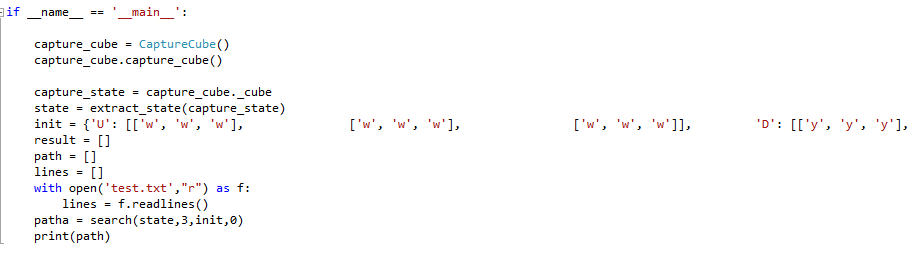 if __name__ == '__main__':
capture_cube = CaptureCube()
capture_cube.capture_cube()
capture_state = capture_cube._cube
state = extract_state(capture_state)
init = {'U': [['w', 'w', 'w'], ['w', 'w', 'w'], ['w', 'w', 'w']], 'D': [['y', 'y', 'y'],
result = []
path = []
lines = []
with open('test.txt',"r") as f:
lines = f.readlines()
patha = search(state,3,init,0)
print(path)